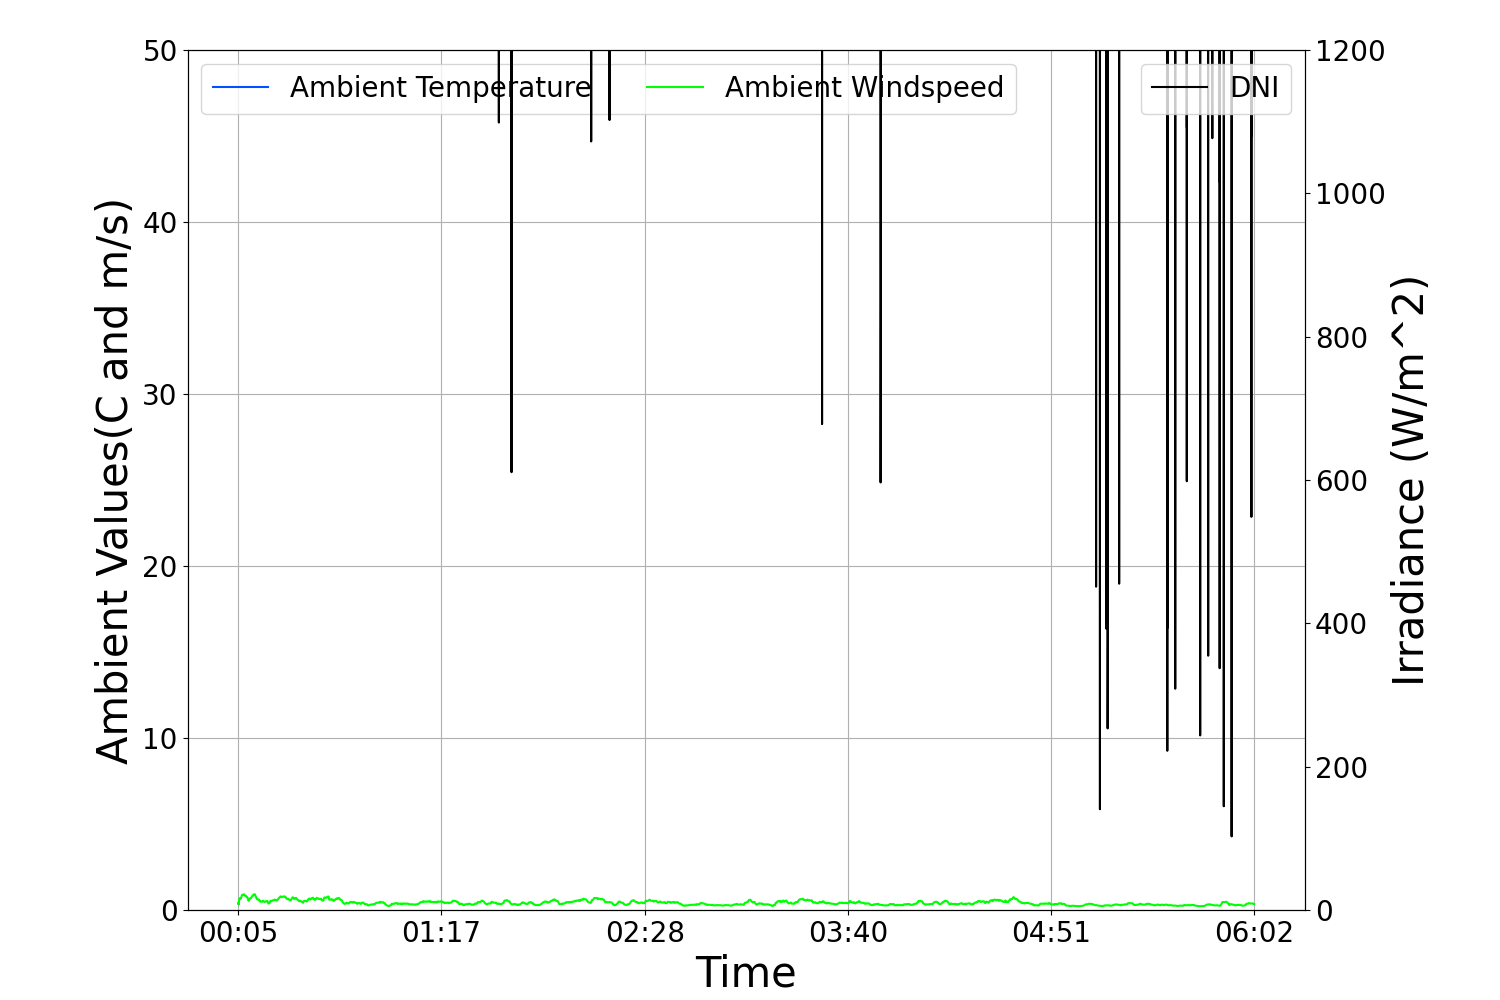 Ambient Temperature
Ambient Windspeed
DNI
Ambient Values(C and m/s)
50
40
30
20
10
0
1200
1000
800
600
400
200
0
Irradiance (W/m^2)
00:05 01:17 02:28 03:40 04:51 06:02
Time